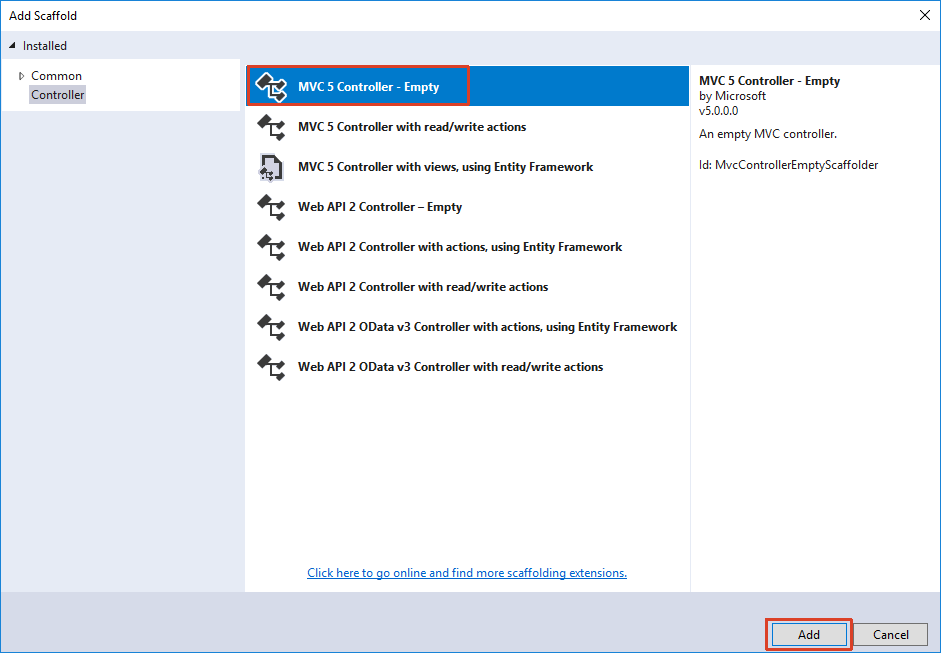 Add Scaffold
Installed
Common
Controller
MVC 5 Controller - Empty
MVC 5 Controller with read/write actions
MVC 5 Controller with views, using Entity Framework
Web API 2 Controller – Empty
Web API 2 Controller with actions, using Entity Framework
Web API 2 Controller with read/write actions
Web API 2 OData v3 Controller with actions, using Entity Framework
Web API 2 OData v3 Controller with read/write actions
Click here to go online and find more scaffolding extensions.
MVC 5 Controller - Empty
by Microsoft
v5.0.0.0
An empty MVC controller.
Id: MvcControllerEmptyScaffolder
Add
Cancel